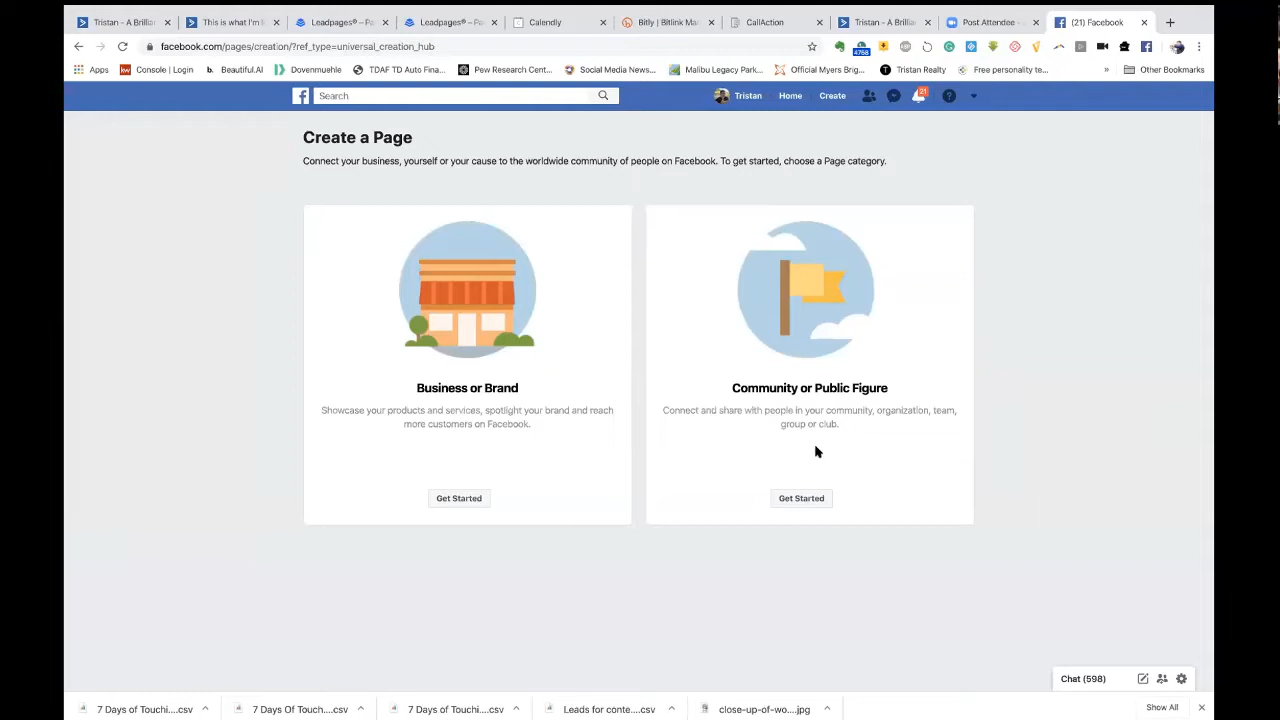 Tristan - A Brillia
This is what I'm l
Leadpages® – Pa
Leadpages® – Pa
Calendly
Bitly | Bitlink Ma
CallAction
Tristan - A Brillia
Post Attendee -
(21) Facebook
facebook.com/pages/creation/?ref_type=universal_creation_hub
4768
Apps
Console | Login
b. Beautiful.AI
Dovenmuehle
TDAF TD Auto Fina...
Pew Research Cent...
Social Media News...
Malibu Legacy Park...
Official Myers Brig...
Tristan Realty
Free personality te...
»
Other Bookmarks
Search
Tristan
Home
Create
21
Create a Page
Connect your business, yourself or your cause to the worldwide community of people on Facebook. To get started, choose a Page category.
Business or Brand
Showcase your products and services, spotlight your brand and reach
more customers on Facebook.
Get Started
Community or Public Figure
Connect and share with people in your community, organization, team,
group or club.
Get Started
Chat (598)
7 Days of Touchi....csv
7 Days Of Touch....csv
7 Days of Touchi....csv
Leads for conte....csv
close-up-of-wo....jpg
Show All